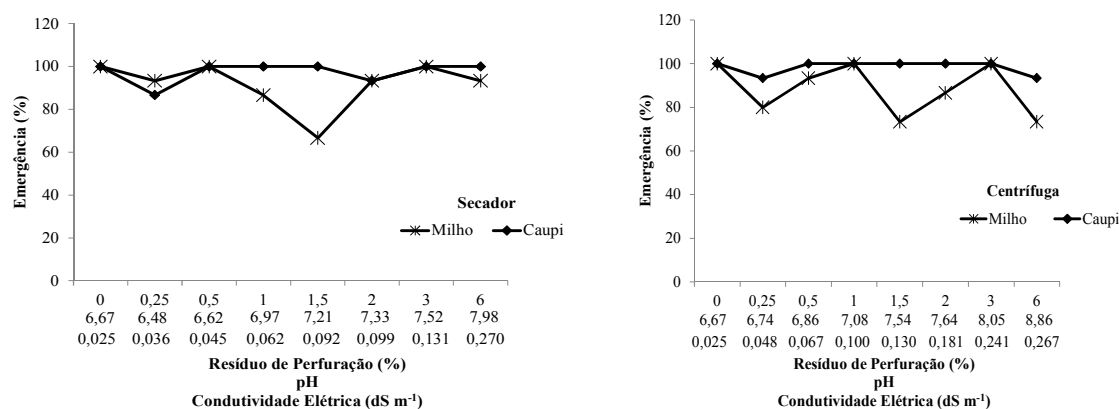 120
100
80
60
40
20
0
Emergência (%)
Secador
Milho Caupi
0 0,25 0,5 1 1,5 2 3 6
6,67 6,48 6,62 6,97 7,21 7,33 7,52 7,98
0,025 0,036 0,045 0,062 0,092 0,099 0,131 0,270
Resíduo de Perfuração (%)
pH
Condutividade Elétrica (dS m⁻¹)
120
100
80
60
40
20
0
Emergência (%)
Centrífuga
Milho Caupi
0 0,25 0,5 1 1,5 2 3 6
6,67 6,74 6,86 7,08 7,54 7,64 8,05 8,86
0,025 0,048 0,067 0,100 0,130 0,181 0,241 0,267
Resíduo de Perfuração (%)
pH
Condutividade Elétrica (dS m⁻¹)